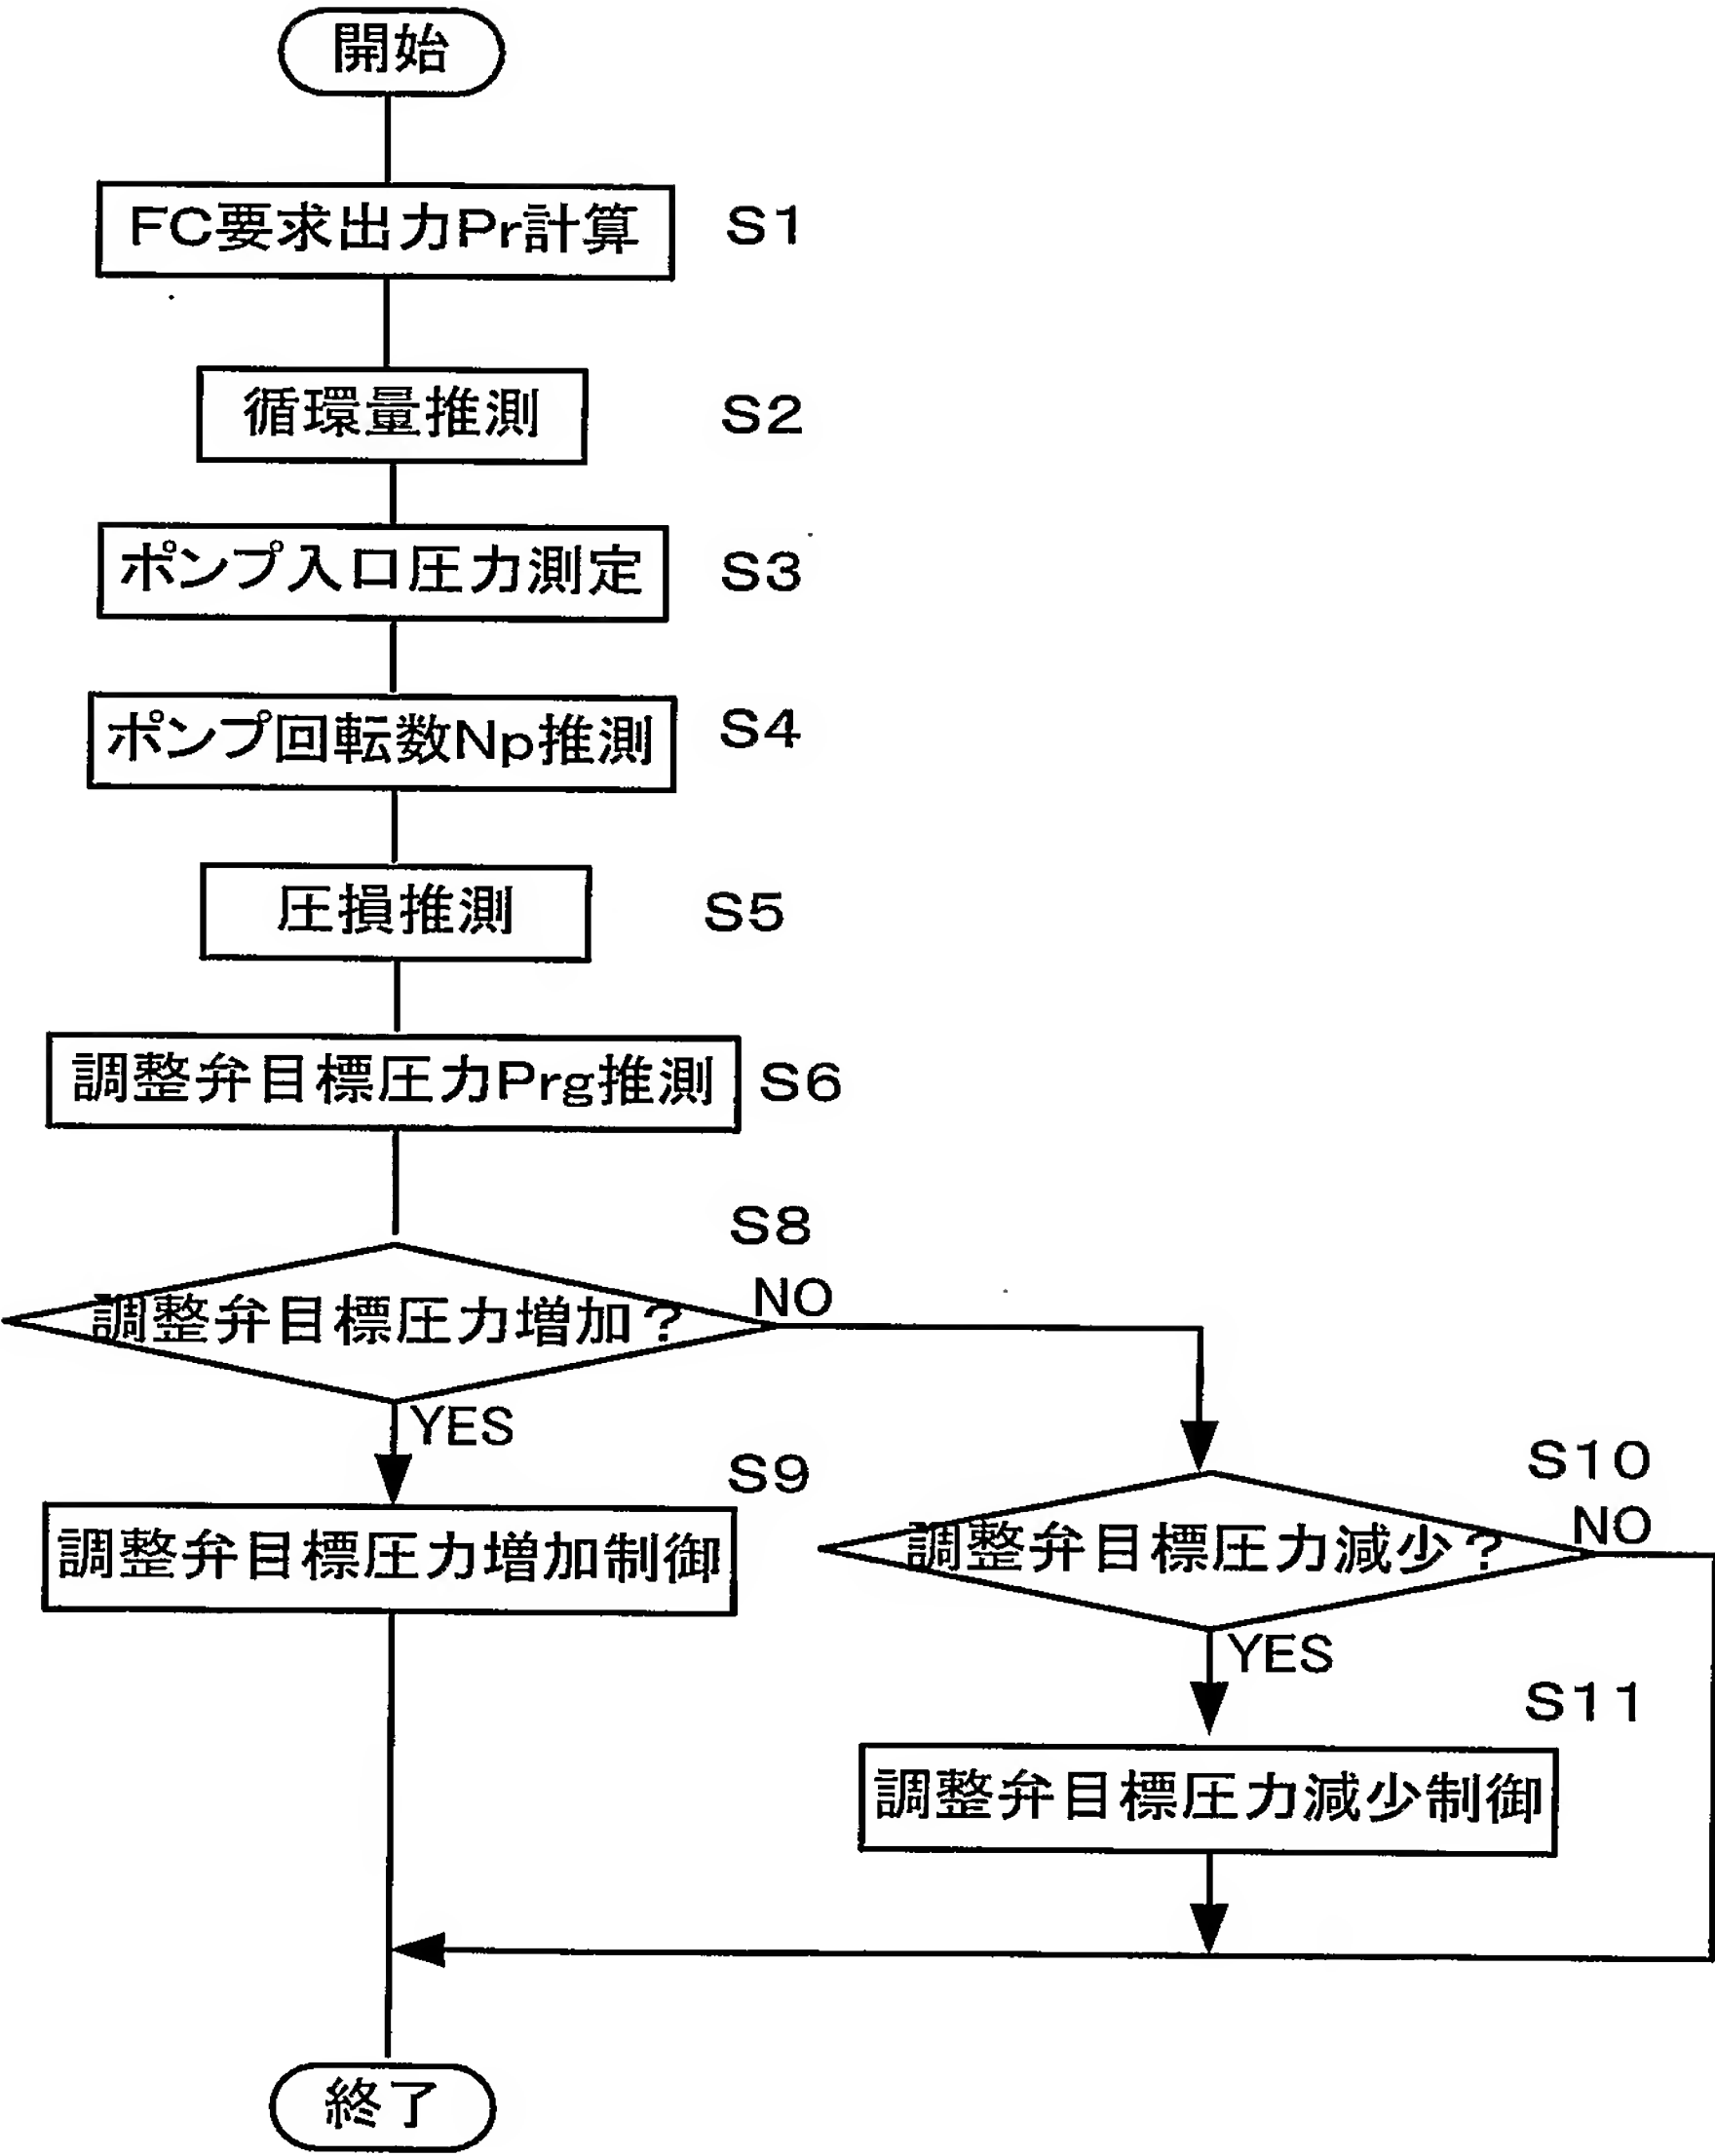 開始
FC要求出力Pr計算 S1
循環量推測 S2
ポンプ入口圧力測定 S3
ポンプ回転数Np推測 S4
圧損推測 S5
調整弁目標圧力Prg推測 S6
S8
調整弁目標圧力増加？ NO
YES
S9
調整弁目標圧力増加制御
S10
調整弁目標圧力減少？ NO
YES
S11
調整弁目標圧力減少制御
終了